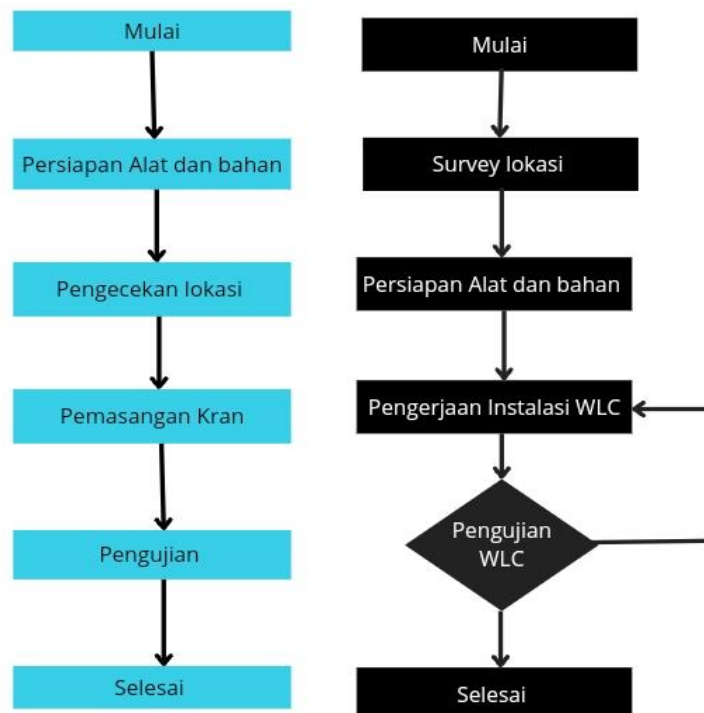 Mulai
Persiapan Alat dan bahan
Pengecekan lokasi
Pemasangan Kran
Pengujian
Selesai
Mulai
Survey lokasi
Persiapan Alat dan bahan
Pengerjaan Instalasi WLC
Pengujian
WLC
Selesai